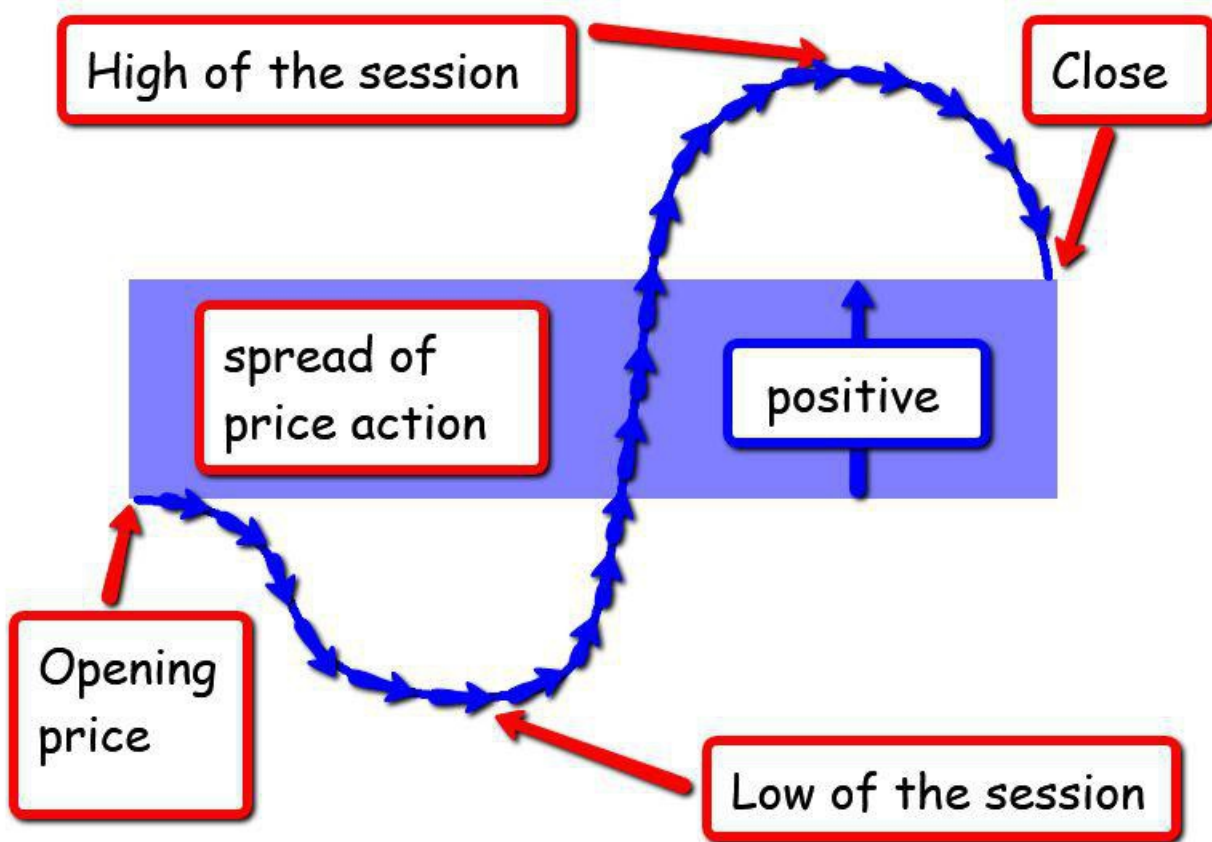 High of the session
Close
spread of
price action
positive
Opening
price
Low of the session